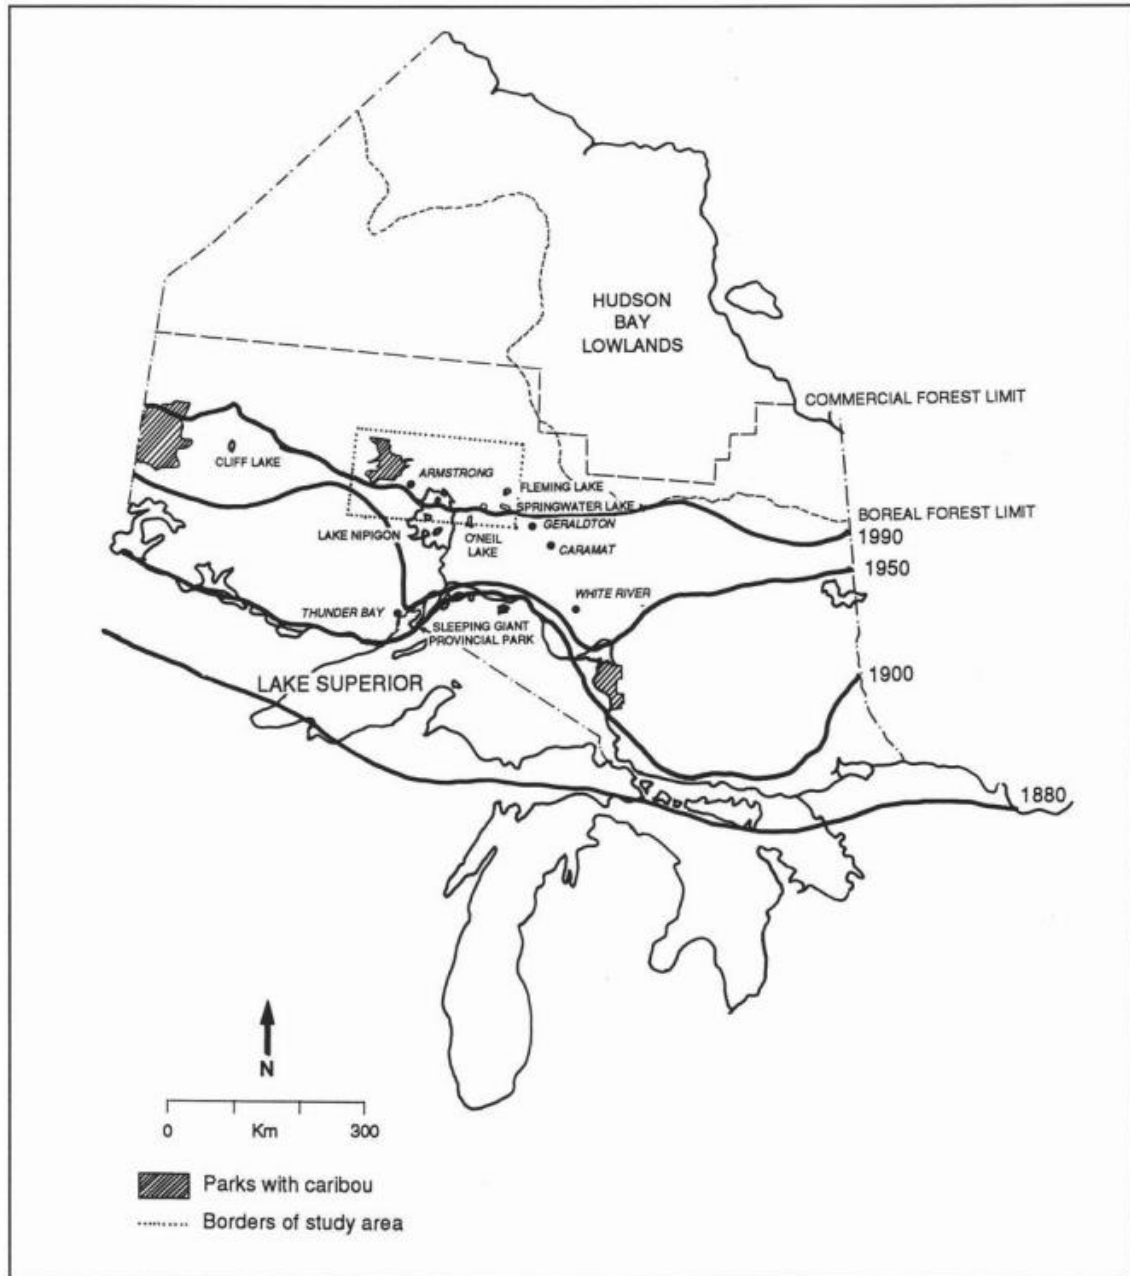 HUDSON
BAY
LOWLANDS
COMMERCIAL FOREST LIMIT
CLIFF LAKE
ARMSTRONG
FLEMING LAKE
SPRINGWATER LAKE
BOREAL FOREST LIMIT
GERALDTON
1990
LAKE NIPIGON
O'NEIL
LAKE
CARAMAT
1950
WHITE RIVER
THUNDER BAY
SLEEPING GIANT
PROVINCIAL PARK
LAKE SUPERIOR
1900
1880
N
0 Km 300
Parks with caribou
Borders of study area